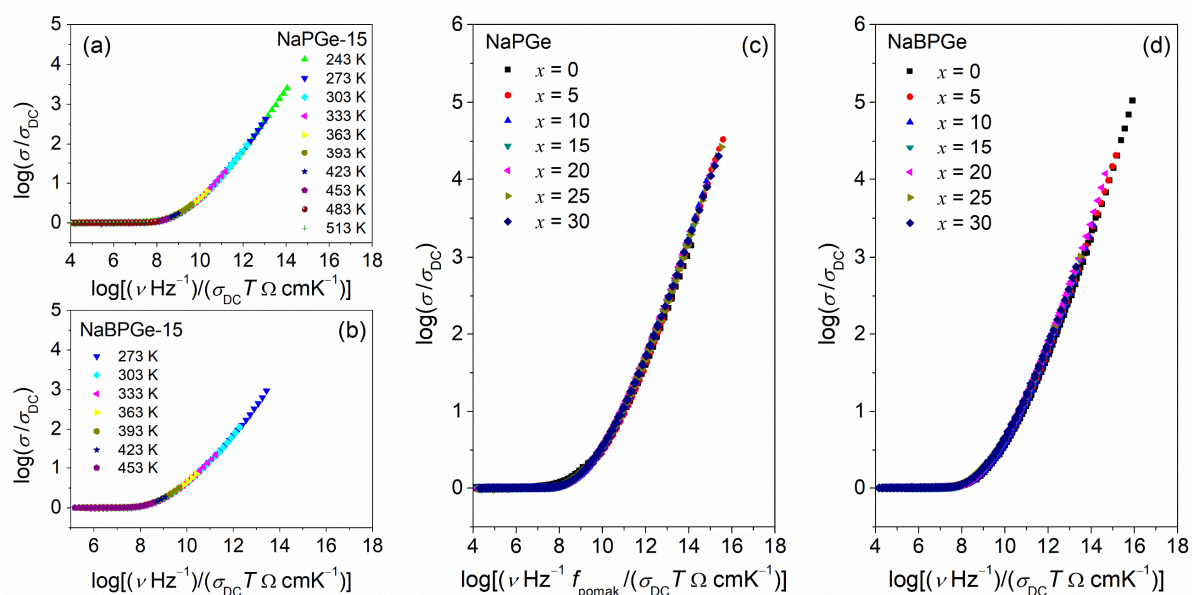 (a)
NaPGe-15
243 K
273 K
303 K
333 K
363 K
393 K
423 K
453 K
483 K
513 K
5
4
3
2
1
0
log(σ/σDC)
4 6 8 10 12 14 16 18
log[(ν Hz⁻¹)/(σDCT Ω cmK⁻¹)]
(b)
NaBPGe-15
273 K
303 K
333 K
363 K
393 K
423 K
453 K
5
4
3
2
1
0
log(σ/σDC)
6 8 10 12 14 16 18
log[(ν Hz⁻¹)/(σDCT Ω cmK⁻¹)]
NaPGe
(c)
x = 0
x = 5
x = 10
x = 15
x = 20
x = 25
x = 30
6
5
4
3
2
1
0
log(σ/σDC)
4 6 8 10 12 14 16 18
log[(ν Hz⁻¹ fpomak/(σDCT Ω cmK⁻¹)]
NaBPGe
(d)
x = 0
x = 5
x = 10
x = 15
x = 20
x = 25
x = 30
6
5
4
3
2
1
0
log(σ/σDC)
4 6 8 10 12 14 16 18
log[(ν Hz⁻¹)/(σDCT Ω cmK⁻¹)]